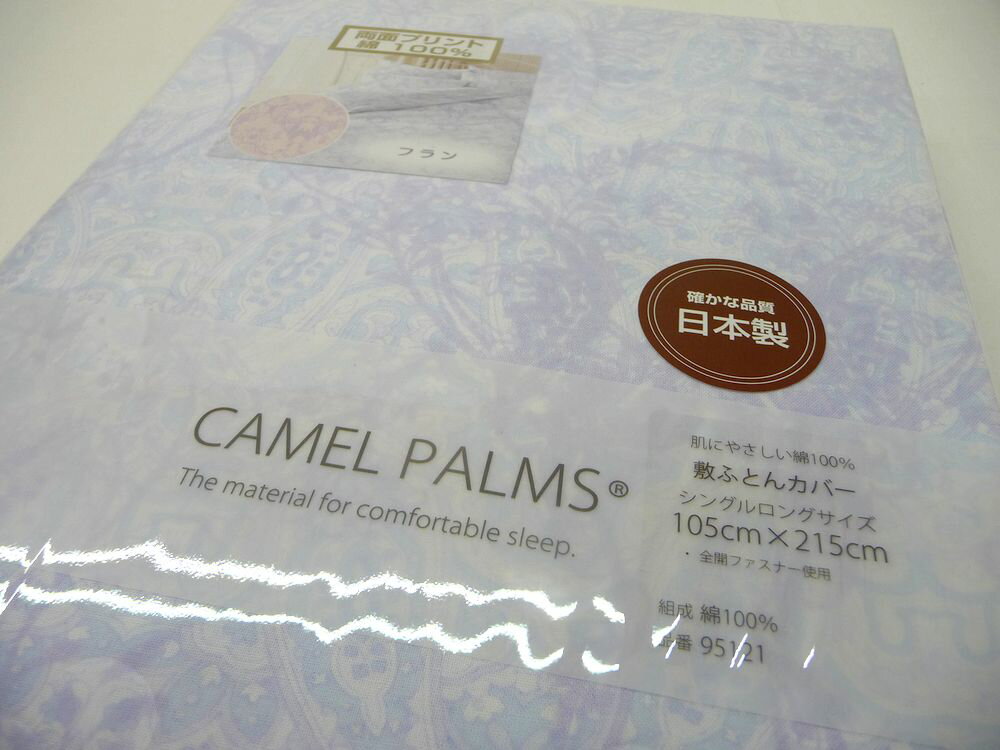 両面プリント
綿 100%
フラン
確かな品質
日本製
CAMEL PALMS®
The material for comfortable sleep.
肌にやさしい綿100%
敷ふとんカバー
シングルロングサイズ
105cm×215cm
・ 全開ファスナー使用
組成 綿100%
品番 95121